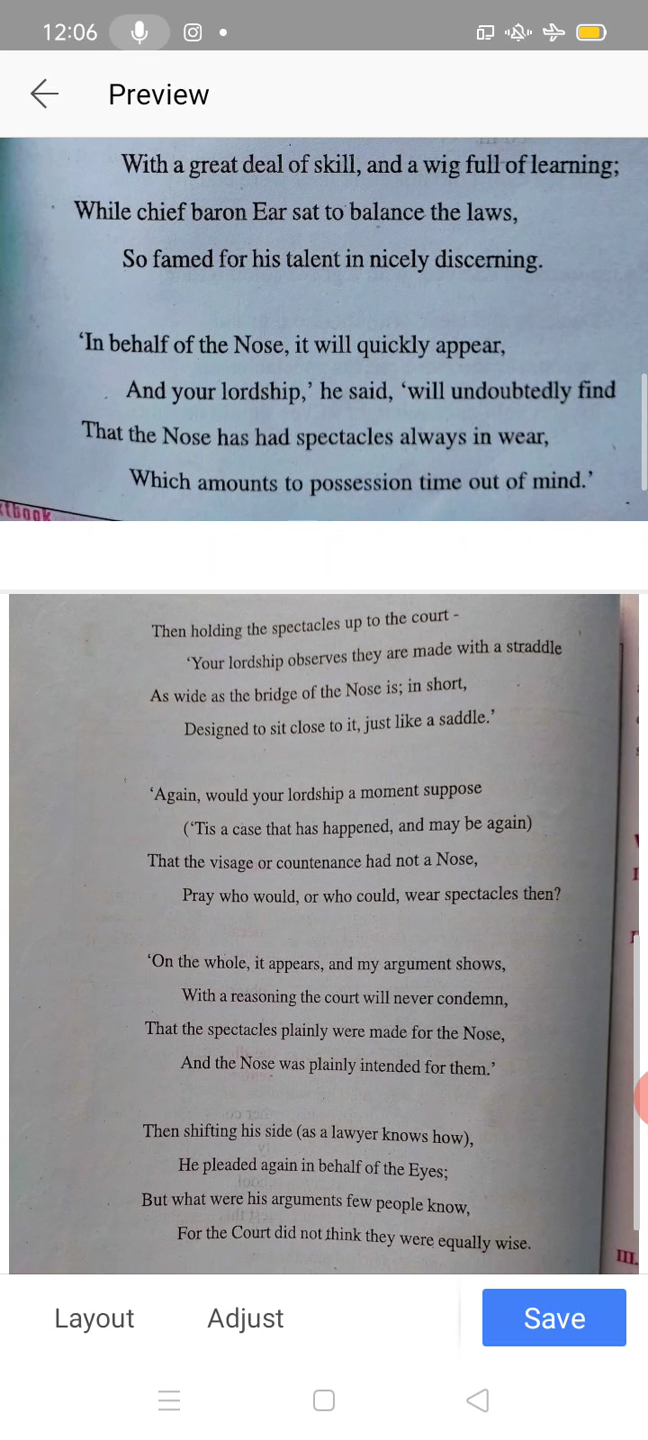 12:06
Preview
With a great deal of skill, and a wig full of learning;
While chief baron Ear sat to balance the laws,
So famed for his talent in nicely discerning.
‘In behalf of the Nose, it will quickly appear,
And your lordship,’ he said, ‘will undoubtedly find
That the Nose has had spectacles always in wear,
Which amounts to possession time out of mind.’
Then holding the spectacles up to the court -
‘Your lordship observes they are made with a straddle
As wide as the bridge of the Nose is; in short,
Designed to sit close to it, just like a saddle.’
‘Again, would your lordship a moment suppose
(‘Tis a case that has happened, and may be again)
That the visage or countenance had not a Nose,
Pray who would, or who could, wear spectacles then?
‘On the whole, it appears, and my argument shows,
With a reasoning the court will never condemn,
That the spectacles plainly were made for the Nose,
And the Nose was plainly intended for them.’
Then shifting his side (as a lawyer knows how),
He pleaded again in behalf of the Eyes;
But what were his arguments few people know,
For the Court did not think they were equally wise.
III.
Layout
Adjust
Save